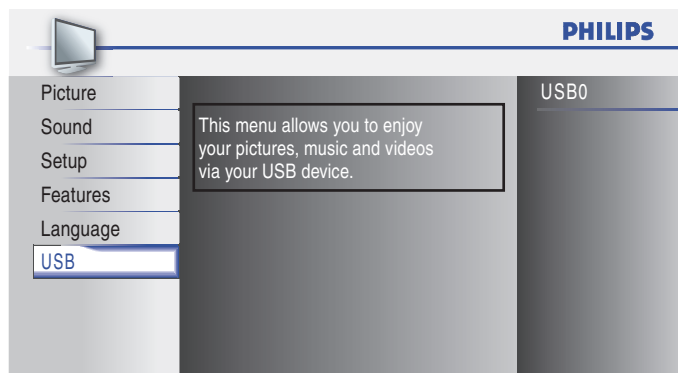 PHILIPS
Picture
Sound
Setup
Features
Language
USB
This menu allows you to enjoy
your pictures, music and videos
via your USB device.
USB0